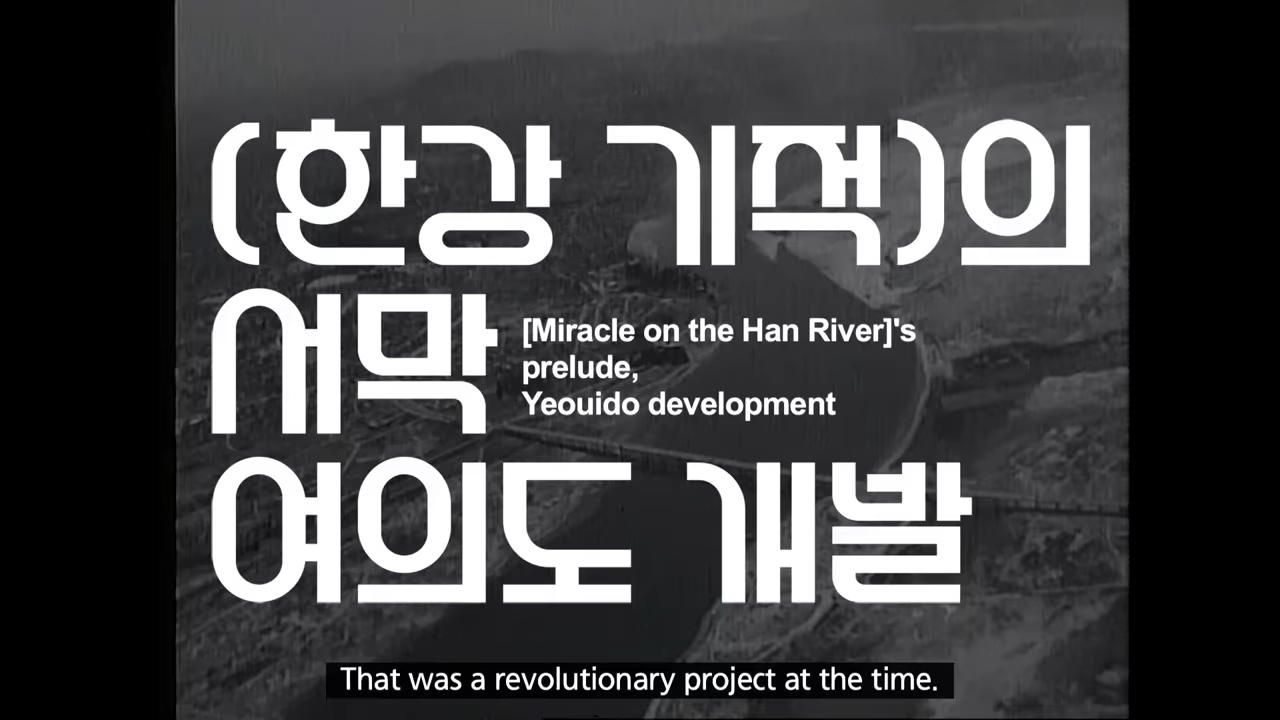 (한강 기적)의
서막
[Miracle on the Han River]'s
prelude,
Yeouido development
여의도 개발
That was a revolutionary project at the time.